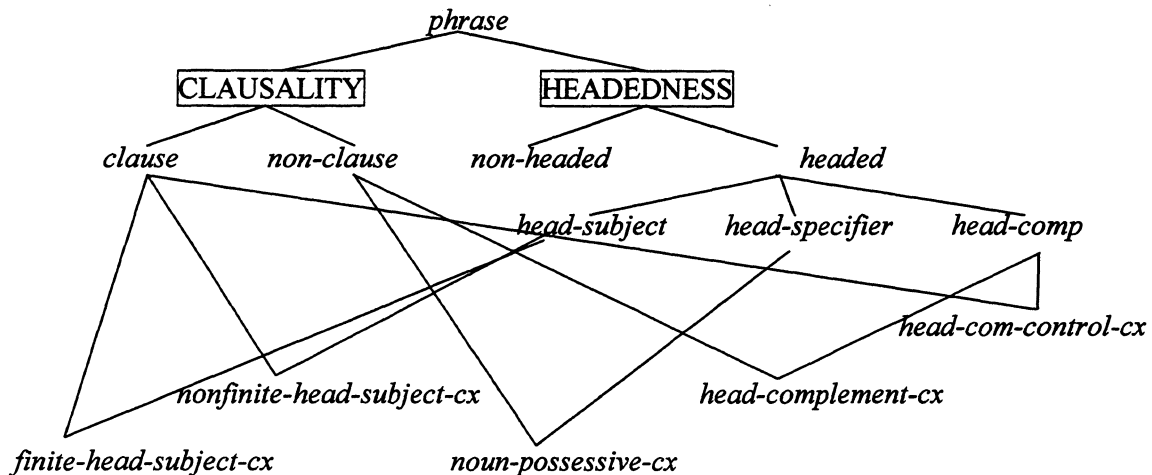 phrase
CLAUSALITY HEADEDNESS
clause non-clause non-headed headed
head-subject head-specifier head-comp
head-com-control-cx
nonfinite-head-subject-cx head-complement-cx
finite-head-subject-cx noun-possessive-cx